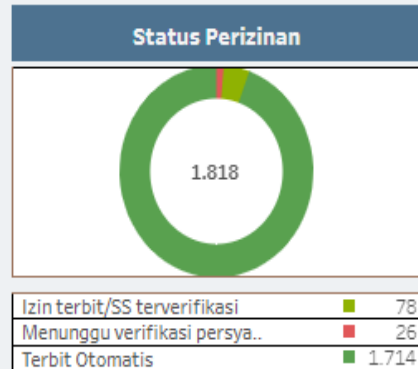 Status Perizinan
1.818
Izin terbit/SS terverifikasi 78
Menunggu verifikasi persya.. 26
Terbit Otomatis 1.714